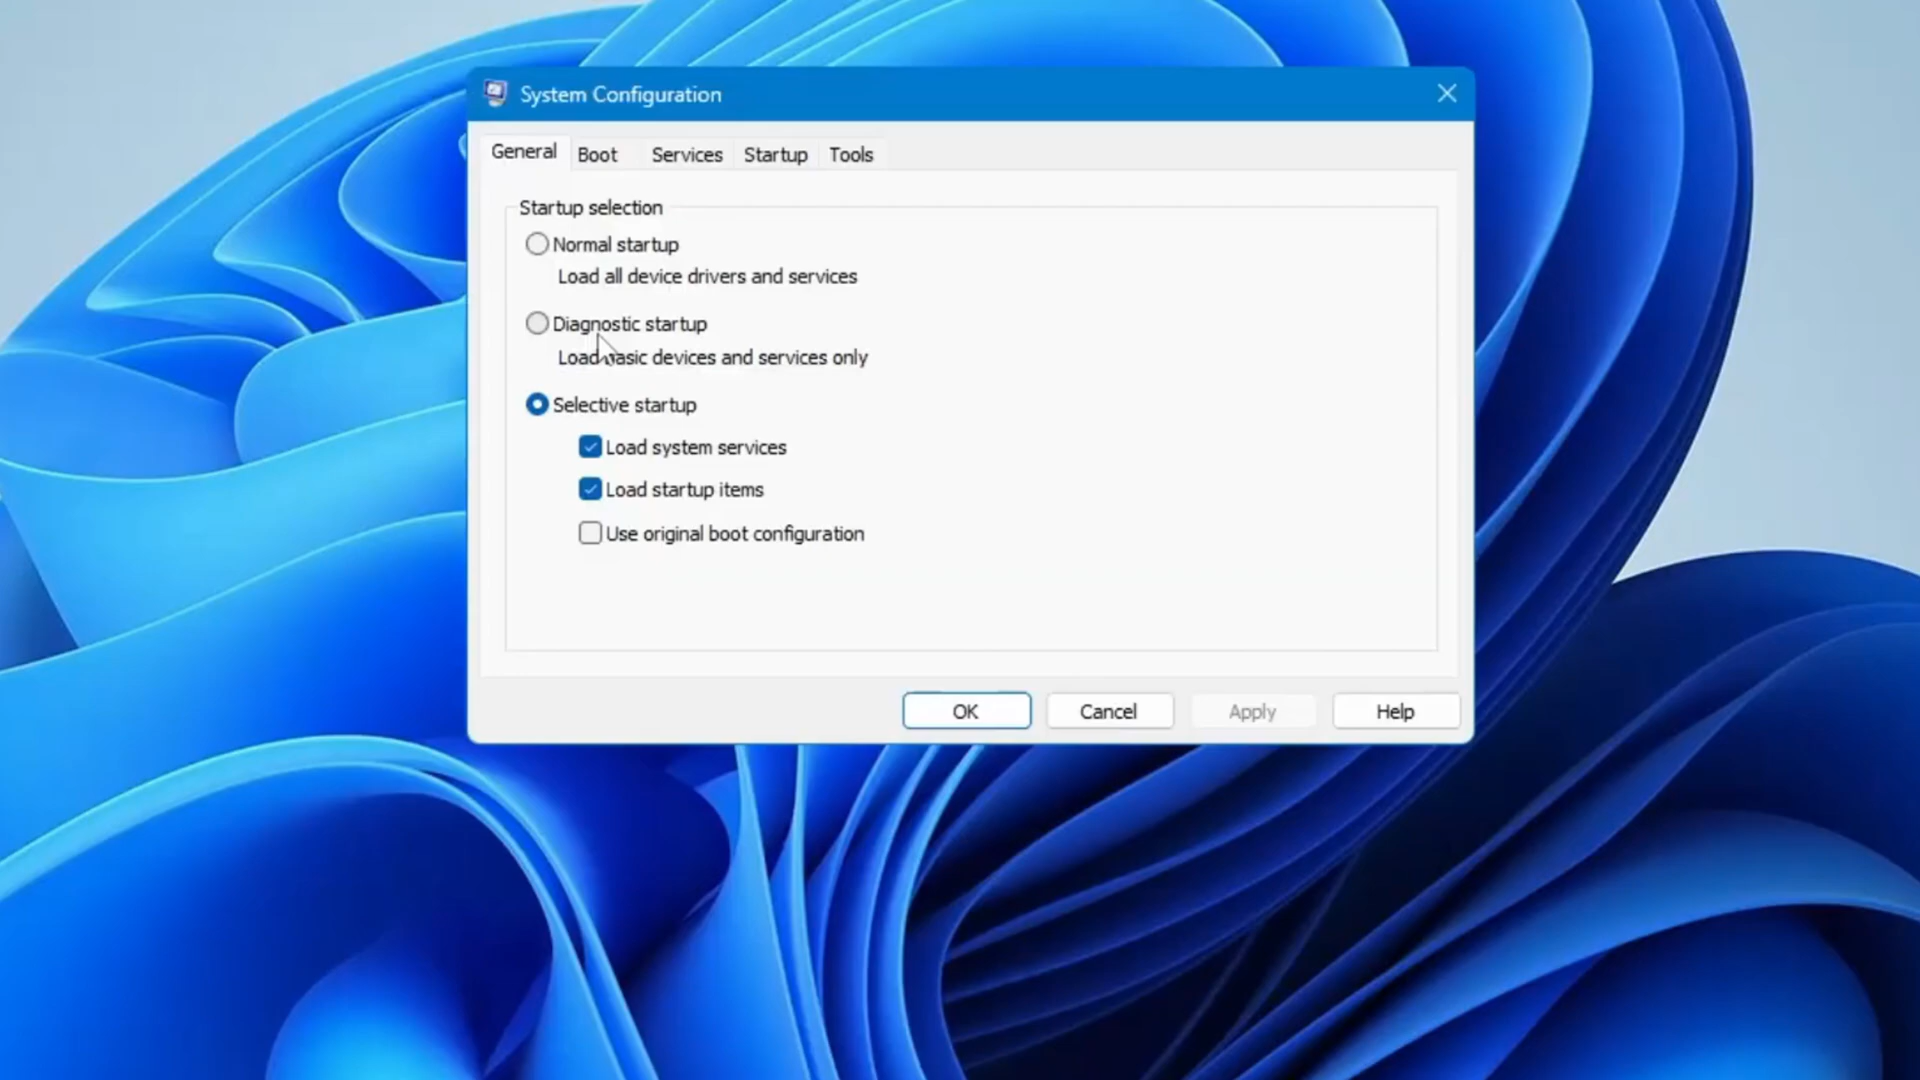 System Configuration
General Boot Services Startup Tools
Startup selection
Normal startup
Load all device drivers and services
Diagnostic startup
Load basic devices and services only
Selective startup
Load system services
Load startup items
Use original boot configuration
OK Cancel Apply Help